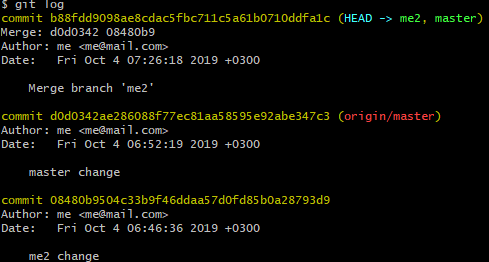 $ git log
commit b88fdd9098ae8cdac5fbc711c5a61b0710ddfa1c (HEAD -> me2, master)
Merge: d0d0342 08480b9
Author: me <me@mail.com>
Date:   Fri Oct 4 07:26:18 2019 +0300
    Merge branch 'me2'
commit d0d0342ae286088f77ec81aa58595e92abe347c3 (origin/master)
Author: me <me@mail.com>
Date:   Fri Oct 4 06:52:19 2019 +0300
    master change
commit 08480b9504c33b9f46ddaa57d0fd85b0a28793d9
Author: me <me@mail.com>
Date:   Fri Oct 4 06:46:36 2019 +0300
    me2 change